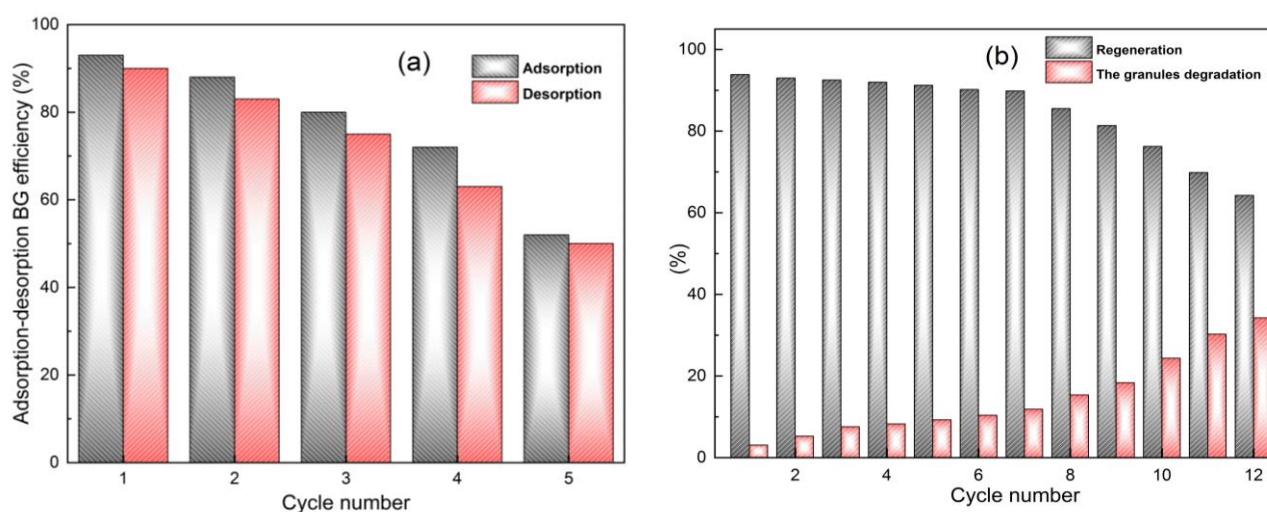 (a)
Adsorption
Desorption
Adsorption-desorption BG efficiency (%)
100
80
60
40
20
0
1 2 3 4 5
Cycle number
(b)
Regeneration
The granules degradation
(%)
100
80
60
40
20
0
2 4 6 8 10 12
Cycle number